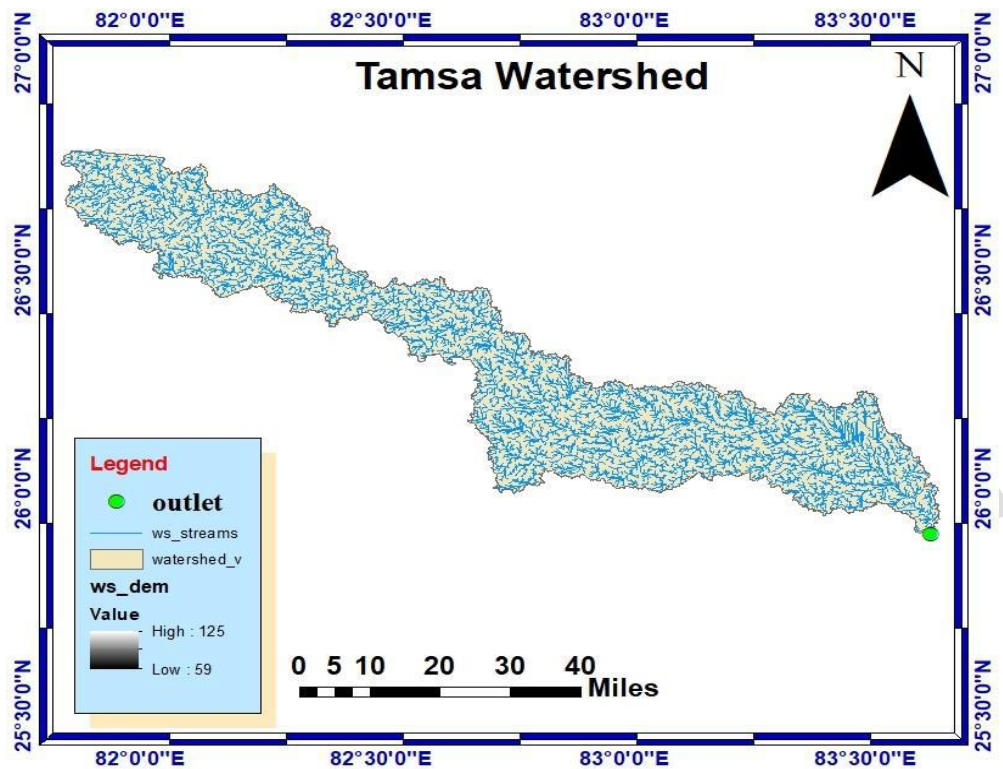 82°0'0"E 82°30'0"E 83°0'0"E 83°30'0"E
27°0'0"N
27°0'0"N
Tamsa Watershed
N
26°30'0"N
26°30'0"N
26°0'0"N
26°0'0"N
25°30'0"N
25°30'0"N
Legend
outlet
ws_streams
watershed_v
ws_dem
Value
High : 125
Low : 59
0 5 10 20 30 40
Miles
82°0'0"E 82°30'0"E 83°0'0"E 83°30'0"E